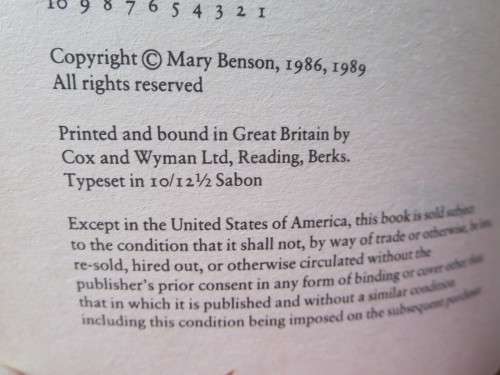 10 9 8 7 6 5 4 3 2 1
Copyright © Mary Benson, 1986, 1989
All rights reserved
Printed and bound in Great Britain by
Cox and Wyman Ltd, Reading, Berks.
Typeset in 10/12½ Sabon
Except in the United States of America, this book is sold subject
to the condition that it shall not, by way of trade or otherwise, be lent,
re-sold, hired out, or otherwise circulated without the
publisher's prior consent in any form of binding or cover other than
that in which it is published and without a similar condition
including this condition being imposed on the subsequent purchaser